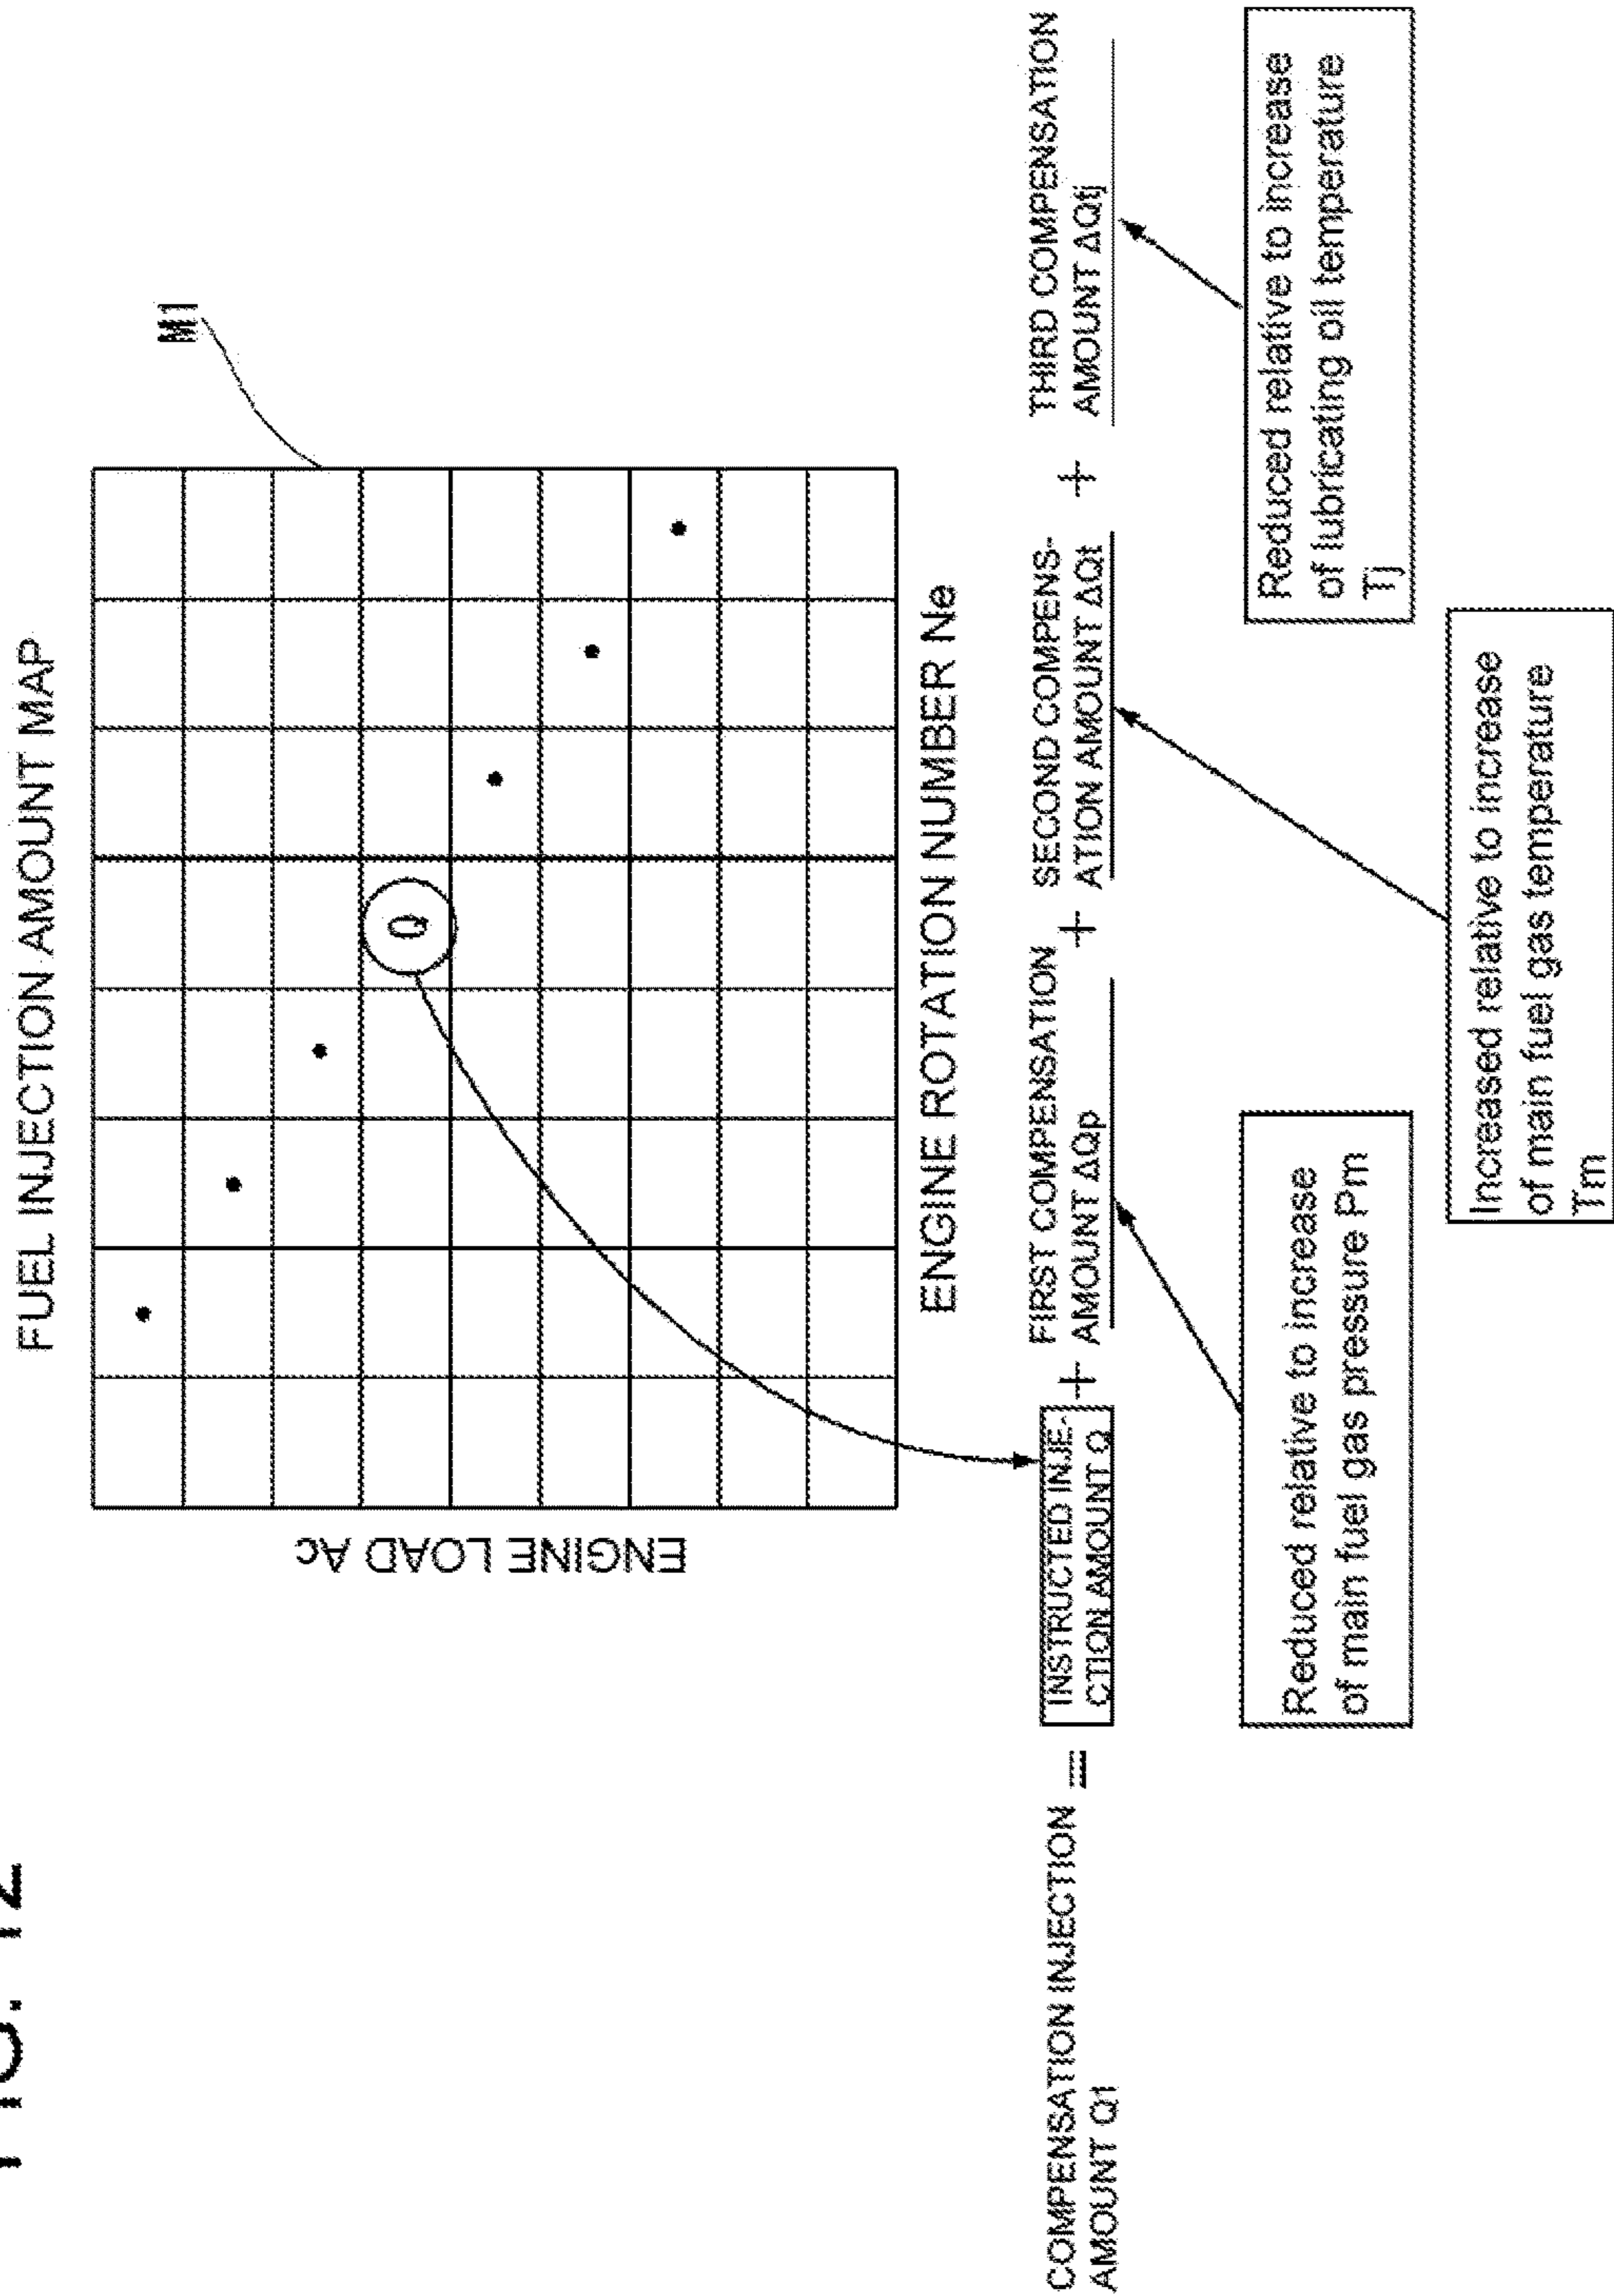 FIG. 12
FUEL INJECTION AMOUNT MAP
M1
ENGINE LOAD Ac
Q
ENGINE ROTATION NUMBER Ne
COMPENSATION INJECTION
AMOUNT Q1
=
INSTRUCTED INJE-
CTION AMOUNT Q
+
FIRST COMPENSATION
AMOUNT ΔQp
+
SECOND COMPENS-
ATION AMOUNT ΔQt
+
THIRD COMPENSATION
AMOUNT ΔQtj
Reduced relative to increase
of main fuel gas pressure Pm
Increased relative to increase
of main fuel gas temperature
Tm
Reduced relative to increase
of lubricating oil temperature
Tj